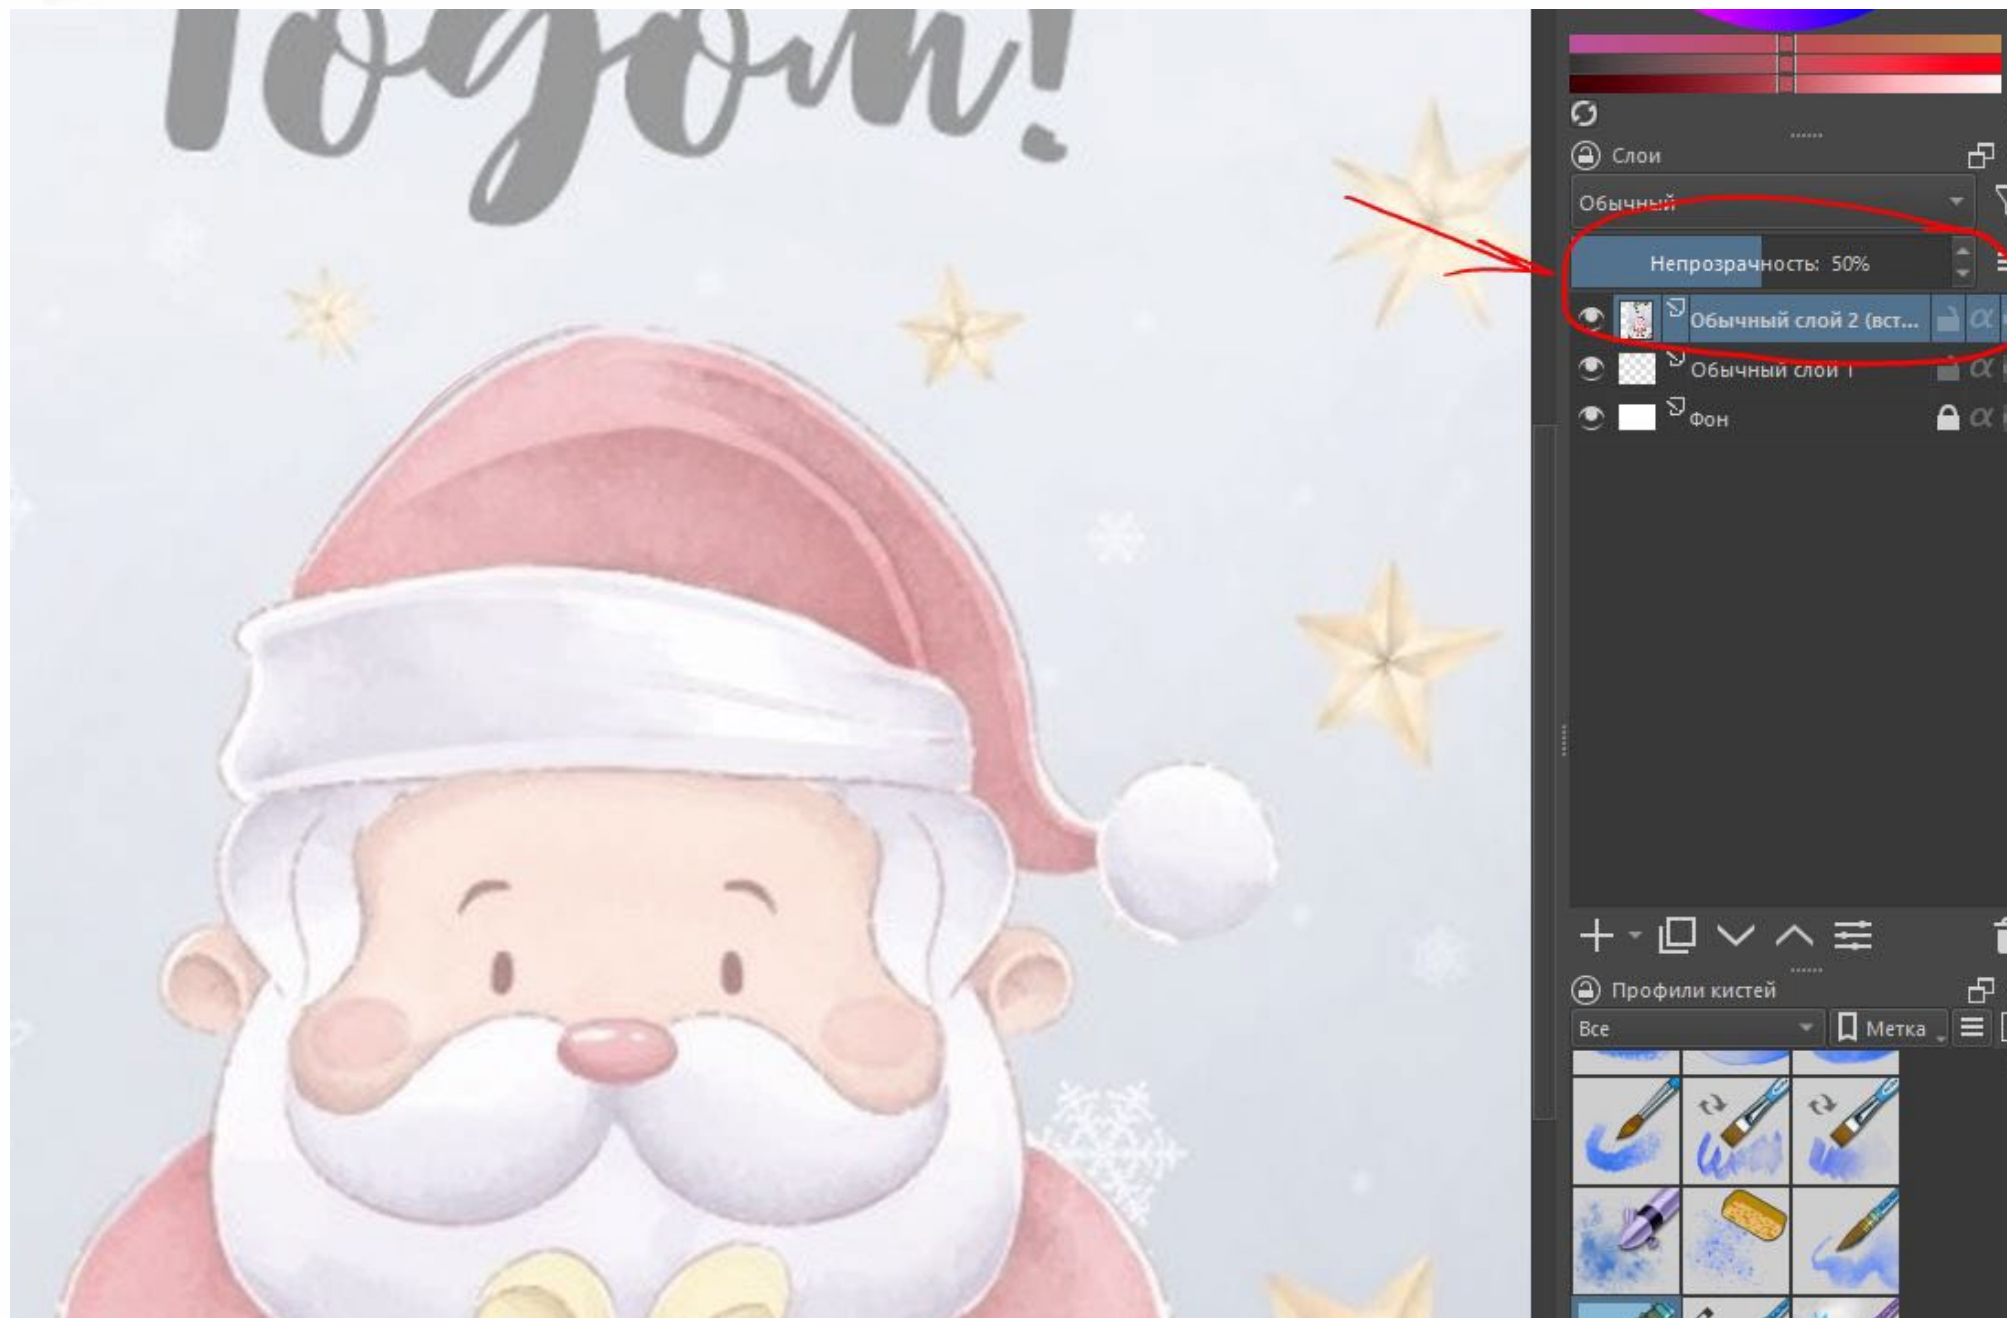 Годом!
Слои
Обычный
Непрозрачность: 50%
Обычный слой 2 (вст...
Обычный слой 1
Фон
Профили кистей
Все
Метка